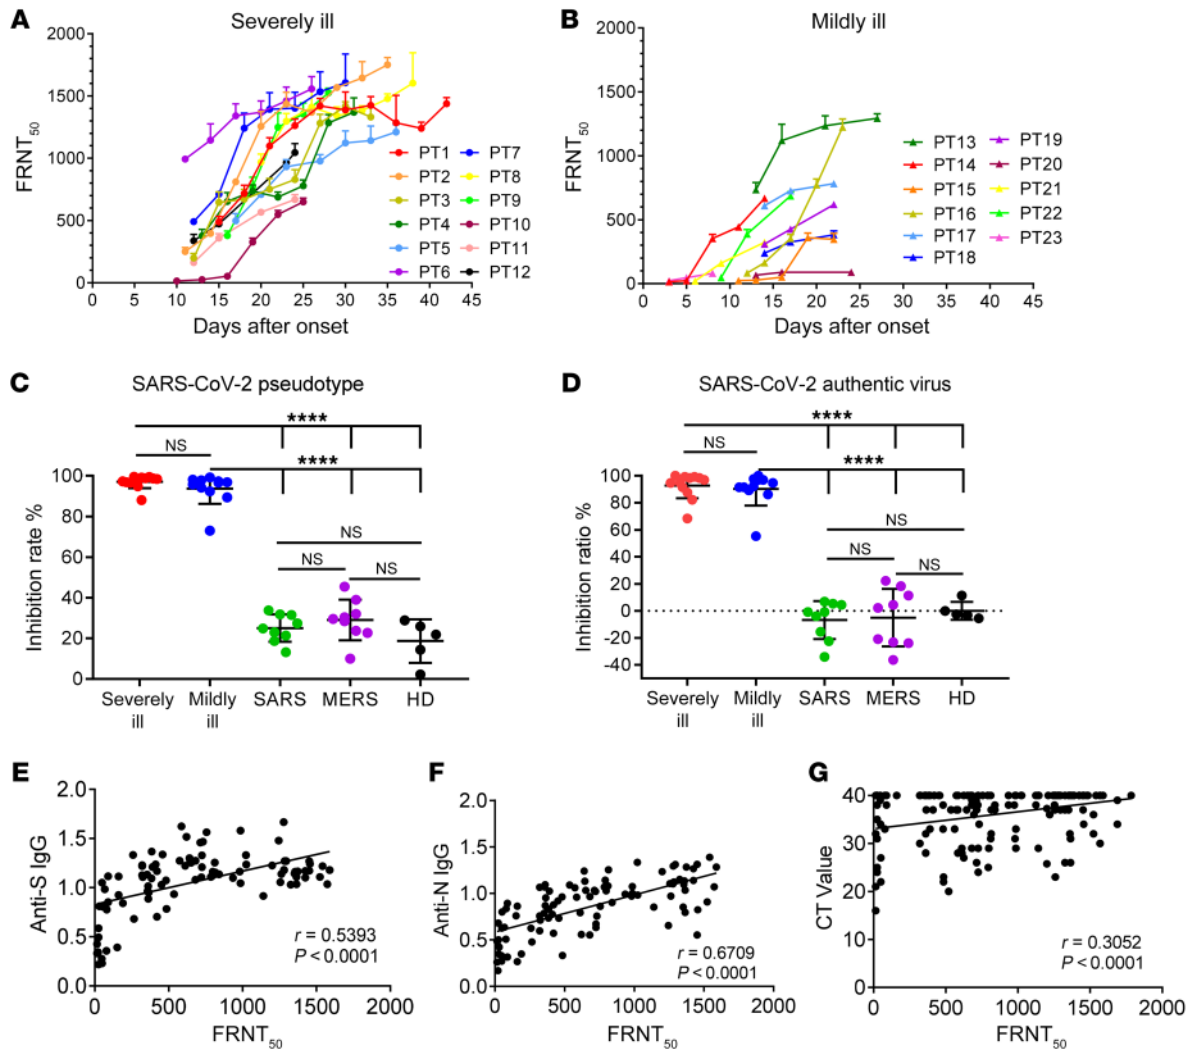 A
Severely ill
FRNT50
2000
1500
1000
500
0
0 5 10 15 20 25 30 35 40 45
Days after onset
PT1 PT7
PT2 PT8
PT3 PT9
PT4 PT10
PT5 PT11
PT6 PT12
B
Mildly ill
FRNT50
2000
1500
1000
500
0
0 5 10 15 20 25 30 35 40 45
Days after onset
PT13 PT19
PT14 PT20
PT15 PT21
PT16 PT22
PT17 PT23
PT18
C
SARS-CoV-2 pseudotype
****
NS
****
NS
NS
NS
Inhibition rate %
100
80
60
40
20
0
Severely ill
Mildly ill
SARS
MERS
HD
D
SARS-CoV-2 authentic virus
****
NS
****
NS
NS
NS
Inhibition ratio %
100
80
60
40
20
0
-20
-40
Severely ill
Mildly ill
SARS
MERS
HD
E
Anti-S IgG
2.0
1.5
1.0
0.5
0.0
r = 0.5393
P < 0.0001
0 500 1000 1500 2000
FRNT50
F
Anti-N IgG
2.0
1.5
1.0
0.5
0.0
r = 0.6709
P < 0.0001
0 500 1000 1500 2000
FRNT50
G
CT Value
40
30
20
10
0
r = 0.3052
P < 0.0001
0 500 1000 1500 2000
FRNT50